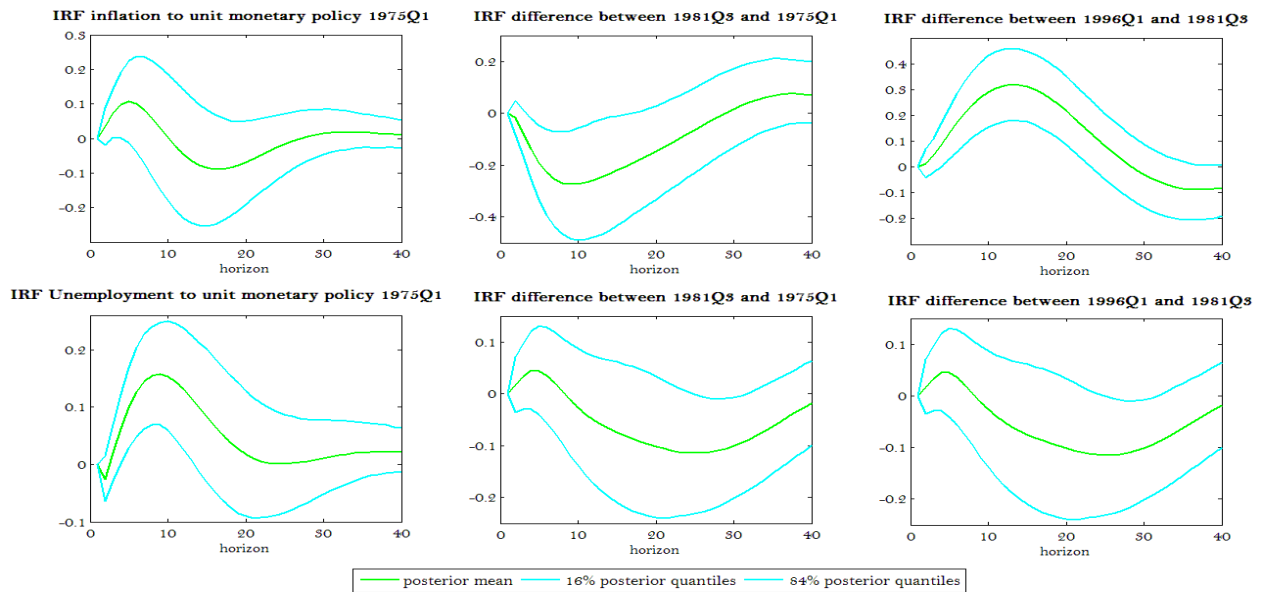 IRF inflation to unit monetary policy 1975Q1
IRF difference between 1981Q3 and 1975Q1
IRF difference between 1996Q1 and 1981Q3
0.3
0.2
0.1
0
-0.1
-0.2
0 10 20 30 40
horizon
0.2
0
-0.2
-0.4
0 10 20 30 40
horizon
0.4
0.3
0.2
0.1
0
-0.1
-0.2
0 10 20 30 40
horizon
IRF Unemployment to unit monetary policy 1975Q1
IRF difference between 1981Q3 and 1975Q1
IRF difference between 1996Q1 and 1981Q3
0.2
0.1
0
-0.1
0 10 20 30 40
horizon
0.1
0
-0.1
-0.2
0 10 20 30 40
horizon
0.1
0
-0.1
-0.2
0 10 20 30 40
horizon
posterior mean 16% posterior quantiles 84% posterior quantiles